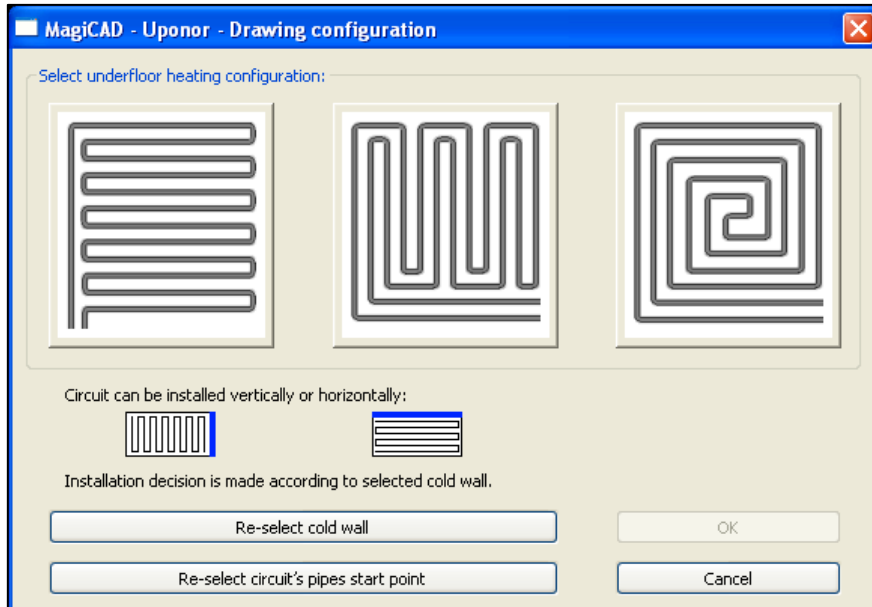 MagiCAD - Uponor - Drawing configuration
Select underfloor heating configuration:
Circuit can be installed vertically or horizontally:
Installation decision is made according to selected cold wall.
Re-select cold wall
OK
Re-select circuit's pipes start point
Cancel